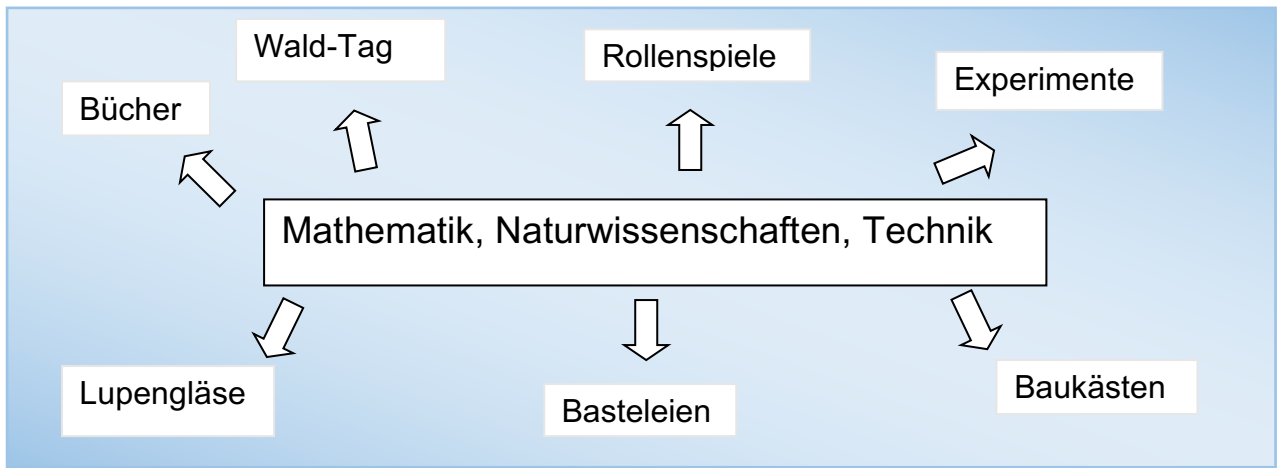 Wald-Tag
Rollenspiele
Experimente
Bücher
Mathematik, Naturwissenschaften, Technik
Lupengläse
Basteleien
Baukästen